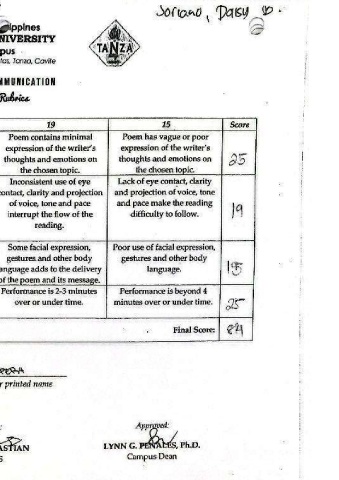 Soriano, Daisy D.
ilippines
NIVERSITY
pus
tas, Tanza, Cavite
TANZA
MMUNICATION
Rubrics
19 15 Score
Poem contains minimal
expression of the writer's
thoughts and emotions on
the chosen topic.
Poem has vague or poor
expression of the writer's
thoughts and emotions on
the chosen topic.
25
Inconsistent use of eye
contact, clarity and projection
of voice, tone and pace
interrupt the flow of the
reading.
Lack of eye contact, clarity
and projection of voice, tone
and pace make the reading
difficulty to follow.
19
Some facial expression,
gestures and other body
language adds to the delivery
of the poem and its message.
Poor use of facial expression,
gestures and other body
language.
15
Performance is 2-3 minutes
over or under time.
Performance is beyond 4
minutes over or under time.
25
Final Score: 84
r printed name
Approved:
ASTIAN
LYNN G. PENALES, Ph.D.
Campus Dean